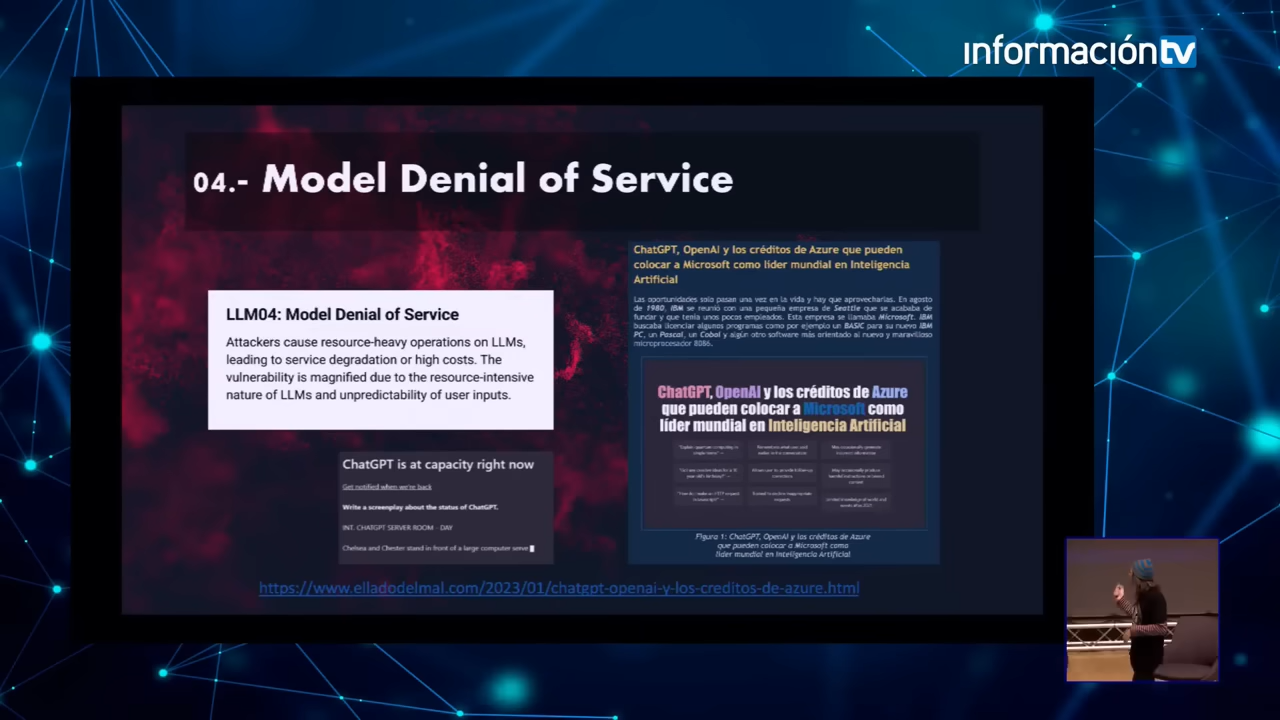 informacióntv
04.- Model Denial of Service
LLM04: Model Denial of Service
Attackers cause resource-heavy operations on LLMs,
leading to service degradation or high costs. The
vulnerability is magnified due to the resource-intensive
nature of LLMs and unpredictability of user inputs.
ChatGPT is at capacity right now
Get notified when we're back
Write a screenplay about the status of ChatGPT.
INT. CHATGPT SERVER ROOM - DAY
Chelsea and Chester stand in front of a large computer serve
ChatGPT, OpenAI y los créditos de Azure que pueden
colocar a Microsoft como líder mundial en Inteligencia
Artificial
Las oportunidades solo pasan una vez en la vida y hay que aprovecharlas. En agosto
de 1980, IBM se reunió con una pequeña empresa de Seattle que se acababa de
fundar y que tenía unos pocos empleados. Esta empresa se llamaba Microsoft. IBM
buscaba licenciar algunos programas como por ejemplo un BASIC para su nuevo IBM
PC, un Pascal, un Cobol y algún otro software más orientado al nuevo y maravilloso
microprocesador 8086.
ChatGPT, OpenAI y los créditos de Azure
que pueden colocar a Microsoft como
líder mundial en Inteligencia Artificial
Figura 1: ChatGPT, OpenAI y los créditos de Azure
que pueden colocar a Microsoft como
líder mundial en Inteligencia Artificial
https://www.elladodelmal.com/2023/01/chatgpt-openai-y-los-creditos-de-azure.html